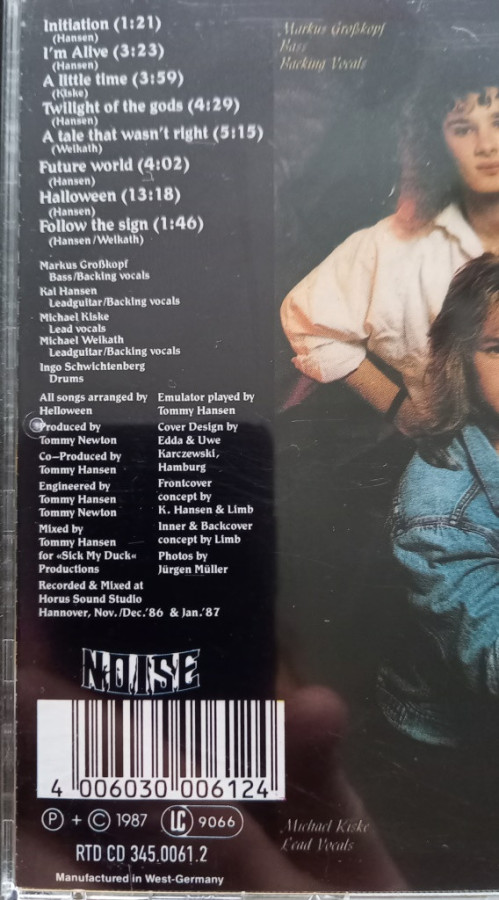 Initiation (1:21)
(Hansen)
I'm Alive (3:23)
(Hansen)
A little time (3:59)
(Kiske)
Twilight of the gods (4:29)
(Hansen)
A tale that wasn't right (5:15)
(Weikath)
Future world (4:02)
(Hansen)
Halloween (13:18)
(Hansen)
Follow the sign (1:46)
(Hansen/Weikath)
Markus Großkopf
Bass/Backing vocals
Kai Hansen
Leadguitar/Backing vocals
Michael Kiske
Lead vocals
Michael Weikath
Leadguitar/Backing vocals
Ingo Schwichtenberg
Drums
All songs arranged by
Helloween
Produced by
Tommy Newton
Co-Produced by
Tommy Hansen
Engineered by
Tommy Hansen
Tommy Newton
Mixed by
Tommy Hansen
for «Sick My Duck«
Productions
Recorded & Mixed at
Horus Sound Studio
Hannover, Nov./Dec.'86 & Jan.'87
Emulator played by
Tommy Hansen
Cover Design by
Edda & Uwe
Karczewski,
Hamburg
Frontcover
concept by
K. Hansen & Limb
Inner & Backcover
concept by Limb
Photos by
Jürgen Müller
NOISE
4 006030 006124
Ⓟ + © 1987 LC 9066
RTD CD 345.0061.2
Manufactured in West-Germany
Markus Großkopf
Bass
Backing Vocals
Michael Kiske
Lead Vocals